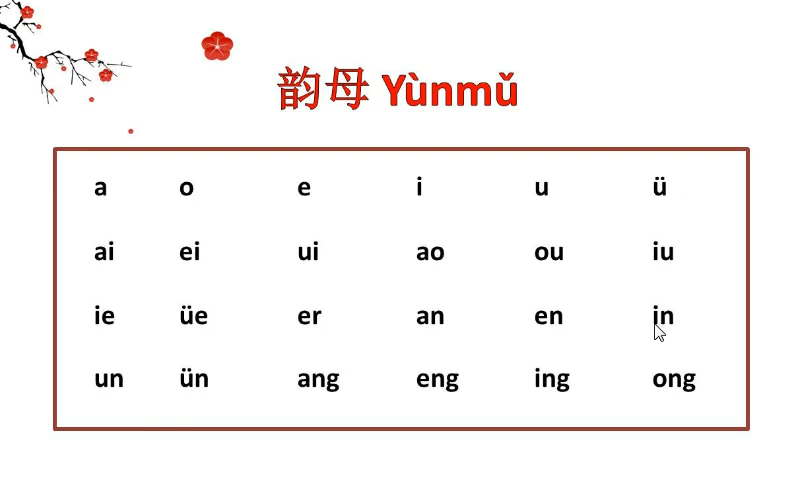 韵母 Yùnmǔ
a o e i u ü
ai ei ui ao ou iu
ie üe er an en in
un ün ang eng ing ong